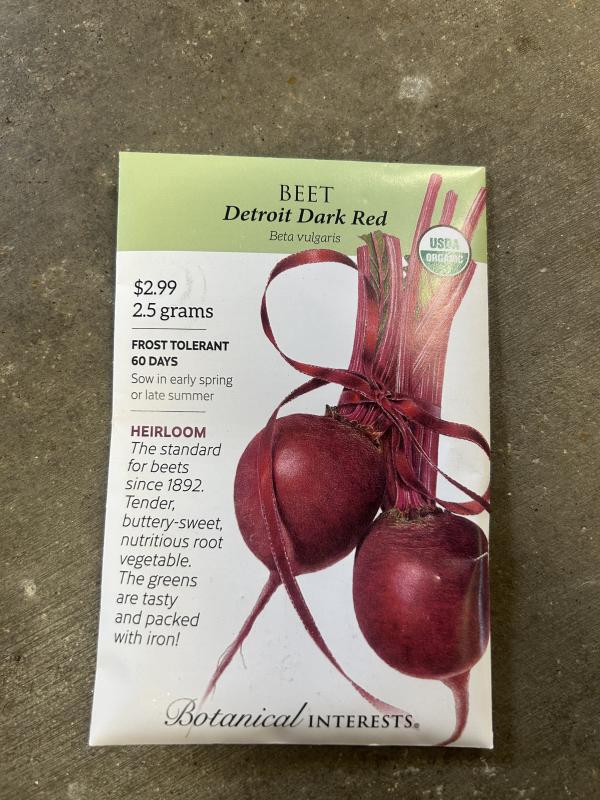 BEET
Detroit Dark Red
Beta vulgaris
USDA
ORGANIC
$2.99
2.5 grams
FROST TOLERANT
60 DAYS
Sow in early spring
or late summer
HEIRLOOM
The standard
for beets
since 1892.
Tender,
buttery-sweet,
nutritious root
vegetable.
The greens
are tasty
and packed
with iron!
Botanical INTERESTS®